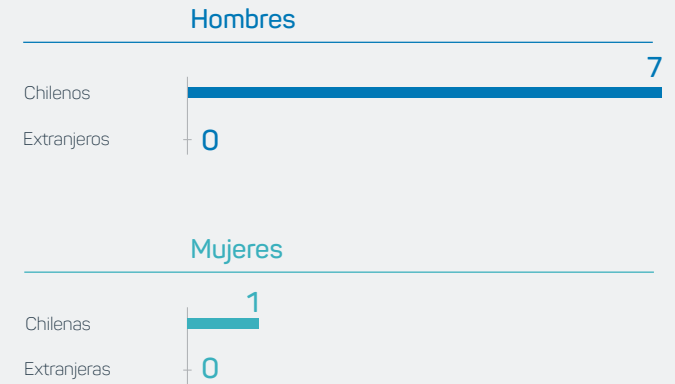 Hombres
7
Chilenos
Extranjeros 0
Mujeres
1
Chilenas
Extranjeras 0